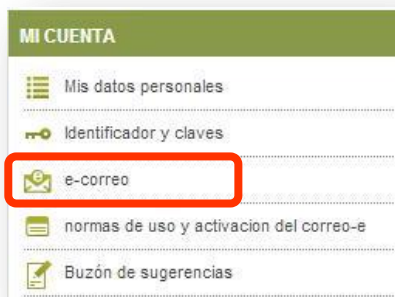 MI CUENTA
Mis datos personales
Identificador y claves
e-correo
normas de uso y activacion del correo-e
Buzón de sugerencias